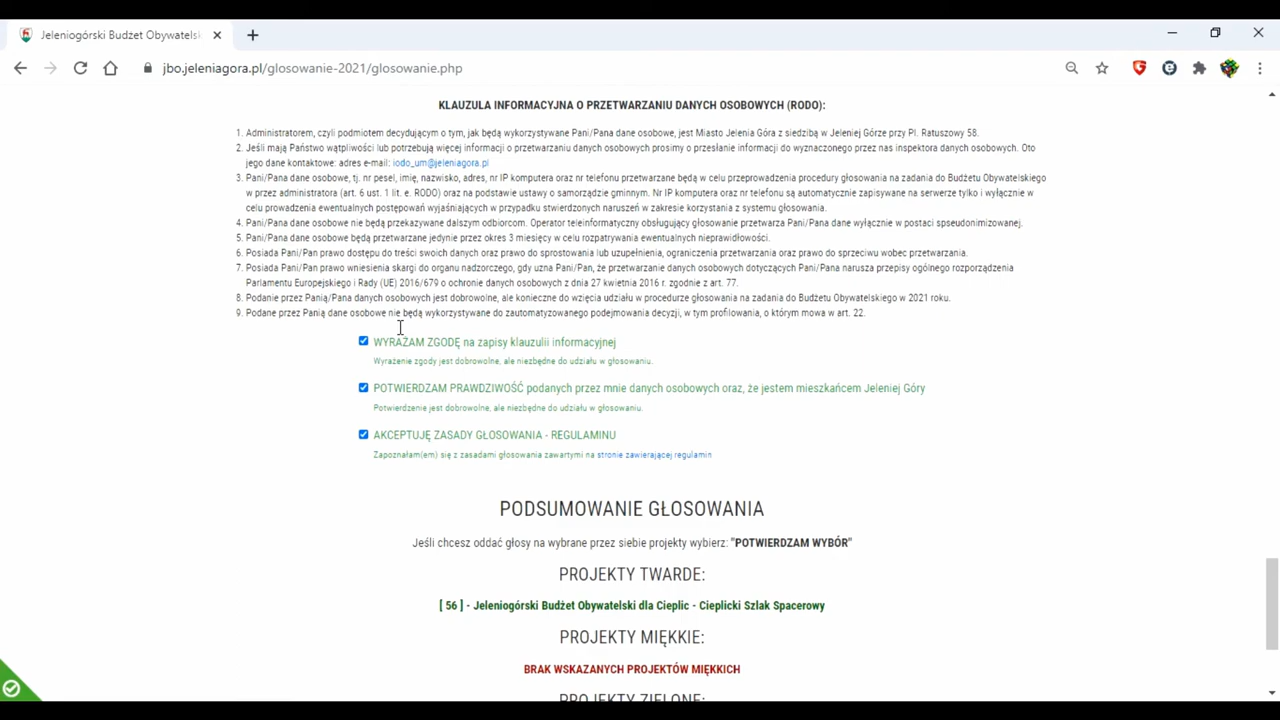 Jeleniogórski Budżet Obywatelsk
jbo.jeleniagora.pl/glosowanie-2021/glosowanie.php
KLAUZULA INFORMACYJNA O PRZETWARZANIU DANYCH OSOBOWYCH (RODO):
1. Administratorem, czyli podmiotem decydującym o tym, jak będą wykorzystywane Pani/Pana dane osobowe, jest Miasto Jelenia Góra z siedzibą w Jeleniej Górze przy Pl. Ratuszowy 58.
2. Jeśli mają Państwo wątpliwości lub potrzebują więcej informacji o przetwarzaniu danych osobowych prosimy o przesłanie informacji do wyznaczonego przez nas inspektora danych osobowych. Oto
jego dane kontaktowe: adres e-mail: iodo_um@jeleniagora.pl
3. Pani/Pana dane osobowe, tj. nr pesel, imię, nazwisko, adres, nr IP komputera oraz nr telefonu przetwarzane będą w celu przeprowadzenia procedury głosowania na zadania do Budżetu Obywatelskiego
w przez administratora (art. 6 ust. 1 lit. e. RODO) oraz na podstawie ustawy o samorządzie gminnym. Nr IP komputera oraz nr telefonu są automatycznie zapisywane na serwerze tylko i wyłącznie w
celu prowadzenia ewentualnych postępowań wyjaśniających w przypadku stwierdzonych naruszeń w zakresie korzystania z systemu głosowania.
4. Pani/Pana dane osobowe nie będą przekazywane dalszym odbiorcom. Operator teleinformatyczny obsługujący głosowanie przetwarza Pani/Pana dane wyłącznie w postaci spseudonimizowanej.
5. Pani/Pana dane osobowe będą przetwarzane jedynie przez okres 3 miesięcy w celu rozpatrywania ewentualnych nieprawidłowości.
6. Posiada Pani/Pan prawo dostępu do treści swoich danych oraz prawo do sprostowania lub uzupełnienia, ograniczenia przetwarzania oraz prawo do sprzeciwu wobec przetwarzania.
7. Posiada Pani/Pan prawo wniesienia skargi do organu nadzorczego, gdy uzna Pani/Pan, że przetwarzanie danych osobowych dotyczących Pani/Pana narusza przepisy ogólnego rozporządzenia
Parlamentu Europejskiego i Rady (UE) 2016/679 o ochronie danych osobowych z dnia 27 kwietnia 2016 r. zgodnie z art. 77.
8. Podanie przez Panią/Pana danych osobowych jest dobrowolne, ale konieczne do wzięcia udziału w procedurze głosowania na zadania do Budżetu Obywatelskiego w 2021 roku.
9. Podane przez Panią dane osobowe nie będą wykorzystywane do zautomatyzowanego podejmowania decyzji, w tym profilowania, o którym mowa w art. 22.
WYRAŻAM ZGODĘ na zapisy klauzulii informacyjnej
Wyrażenie zgody jest dobrowolne, ale niezbędne do udziału w głosowaniu.
POTWIERDZAM PRAWDZIWOŚĆ podanych przez mnie danych osobowych oraz, że jestem mieszkańcem Jeleniej Góry
Potwierdzenie jest dobrowolne, ale niezbędne do udziału w głosowaniu.
AKCEPTUJĘ ZASADY GŁOSOWANIA - REGULAMINU
Zapoznałam(em) się z zasadami głosowania zawartymi na stronie zawierającej regulamin
PODSUMOWANIE GŁOSOWANIA
Jeśli chcesz oddać głosy na wybrane przez siebie projekty wybierz: "POTWIERDZAM WYBÓR"
PROJEKTY TWARDE:
[ 56 ] - Jeleniogórski Budżet Obywatelski dla Cieplic - Cieplicki Szlak Spacerowy
PROJEKTY MIĘKKIE:
BRAK WSKAZANYCH PROJEKTÓW MIĘKKICH
PROJEKTY ZIELONE: